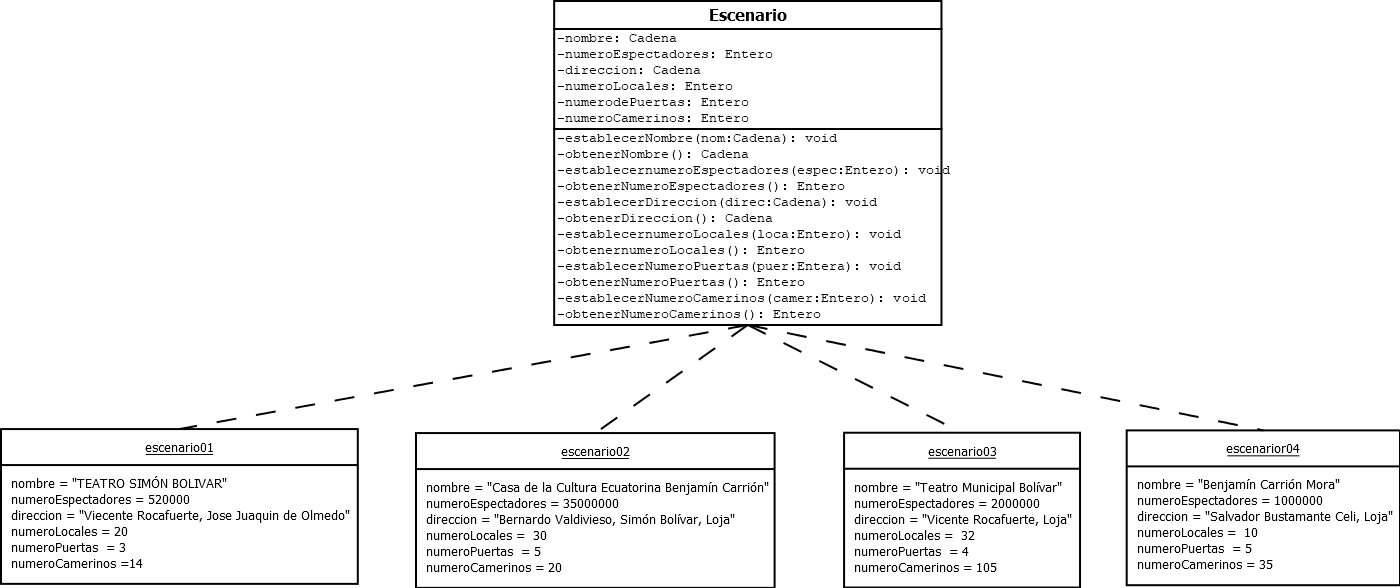 Escenario
-nombre: Cadena
-numeroEspectadores: Entero
-direccion: Cadena
-numeroLocales: Entero
-numerodePuertas: Entero
-numeroCamerinos: Entero
-establecerNombre(nom:Cadena): void
-obtenerNombre(): Cadena
-establecernumeroEspectadores(espec:Entero): void
-obtenerNumeroEspectadores(): Entero
-establecerDireccion(direc:Cadena): void
-obtenerDireccion(): Cadena
-establecernumeroLocales(loca:Entero): void
-obtenernumeroLocales(): Entero
-establecerNumeroPuertas(puer:Entera): void
-obtenerNumeroPuertas(): Entero
-establecerNumeroCamerinos(camer:Entero): void
-obtenerNumeroCamerinos(): Entero
escenario01
nombre = "TEATRO SIMÓN BOLIVAR"
numeroEspectadores = 520000
direccion = "Viecente Rocafuerte, Jose Juaquin de Olmedo"
numeroLocales = 20
numeroPuertas = 3
numeroCamerinos =14
escenario02
nombre = "Casa de la Cultura Ecuatorina Benjamín Carrión"
numeroEspectadores = 35000000
direccion = "Bernardo Valdivieso, Simón Bolívar, Loja"
numeroLocales = 30
numeroPuertas = 5
numeroCamerinos = 20
escenario03
nombre = "Teatro Municipal Bolívar"
numeroEspectadores = 2000000
direccion = "Vicente Rocafuerte, Loja"
numeroLocales = 32
numeroPuertas = 4
numeroCamerinos = 105
escenarior04
nombre = "Benjamín Carrión Mora"
numeroEspectadores = 1000000
direccion = "Salvador Bustamante Celi, Loja"
numeroLocales = 10
numeroPuertas = 5
numeroCamerinos = 35